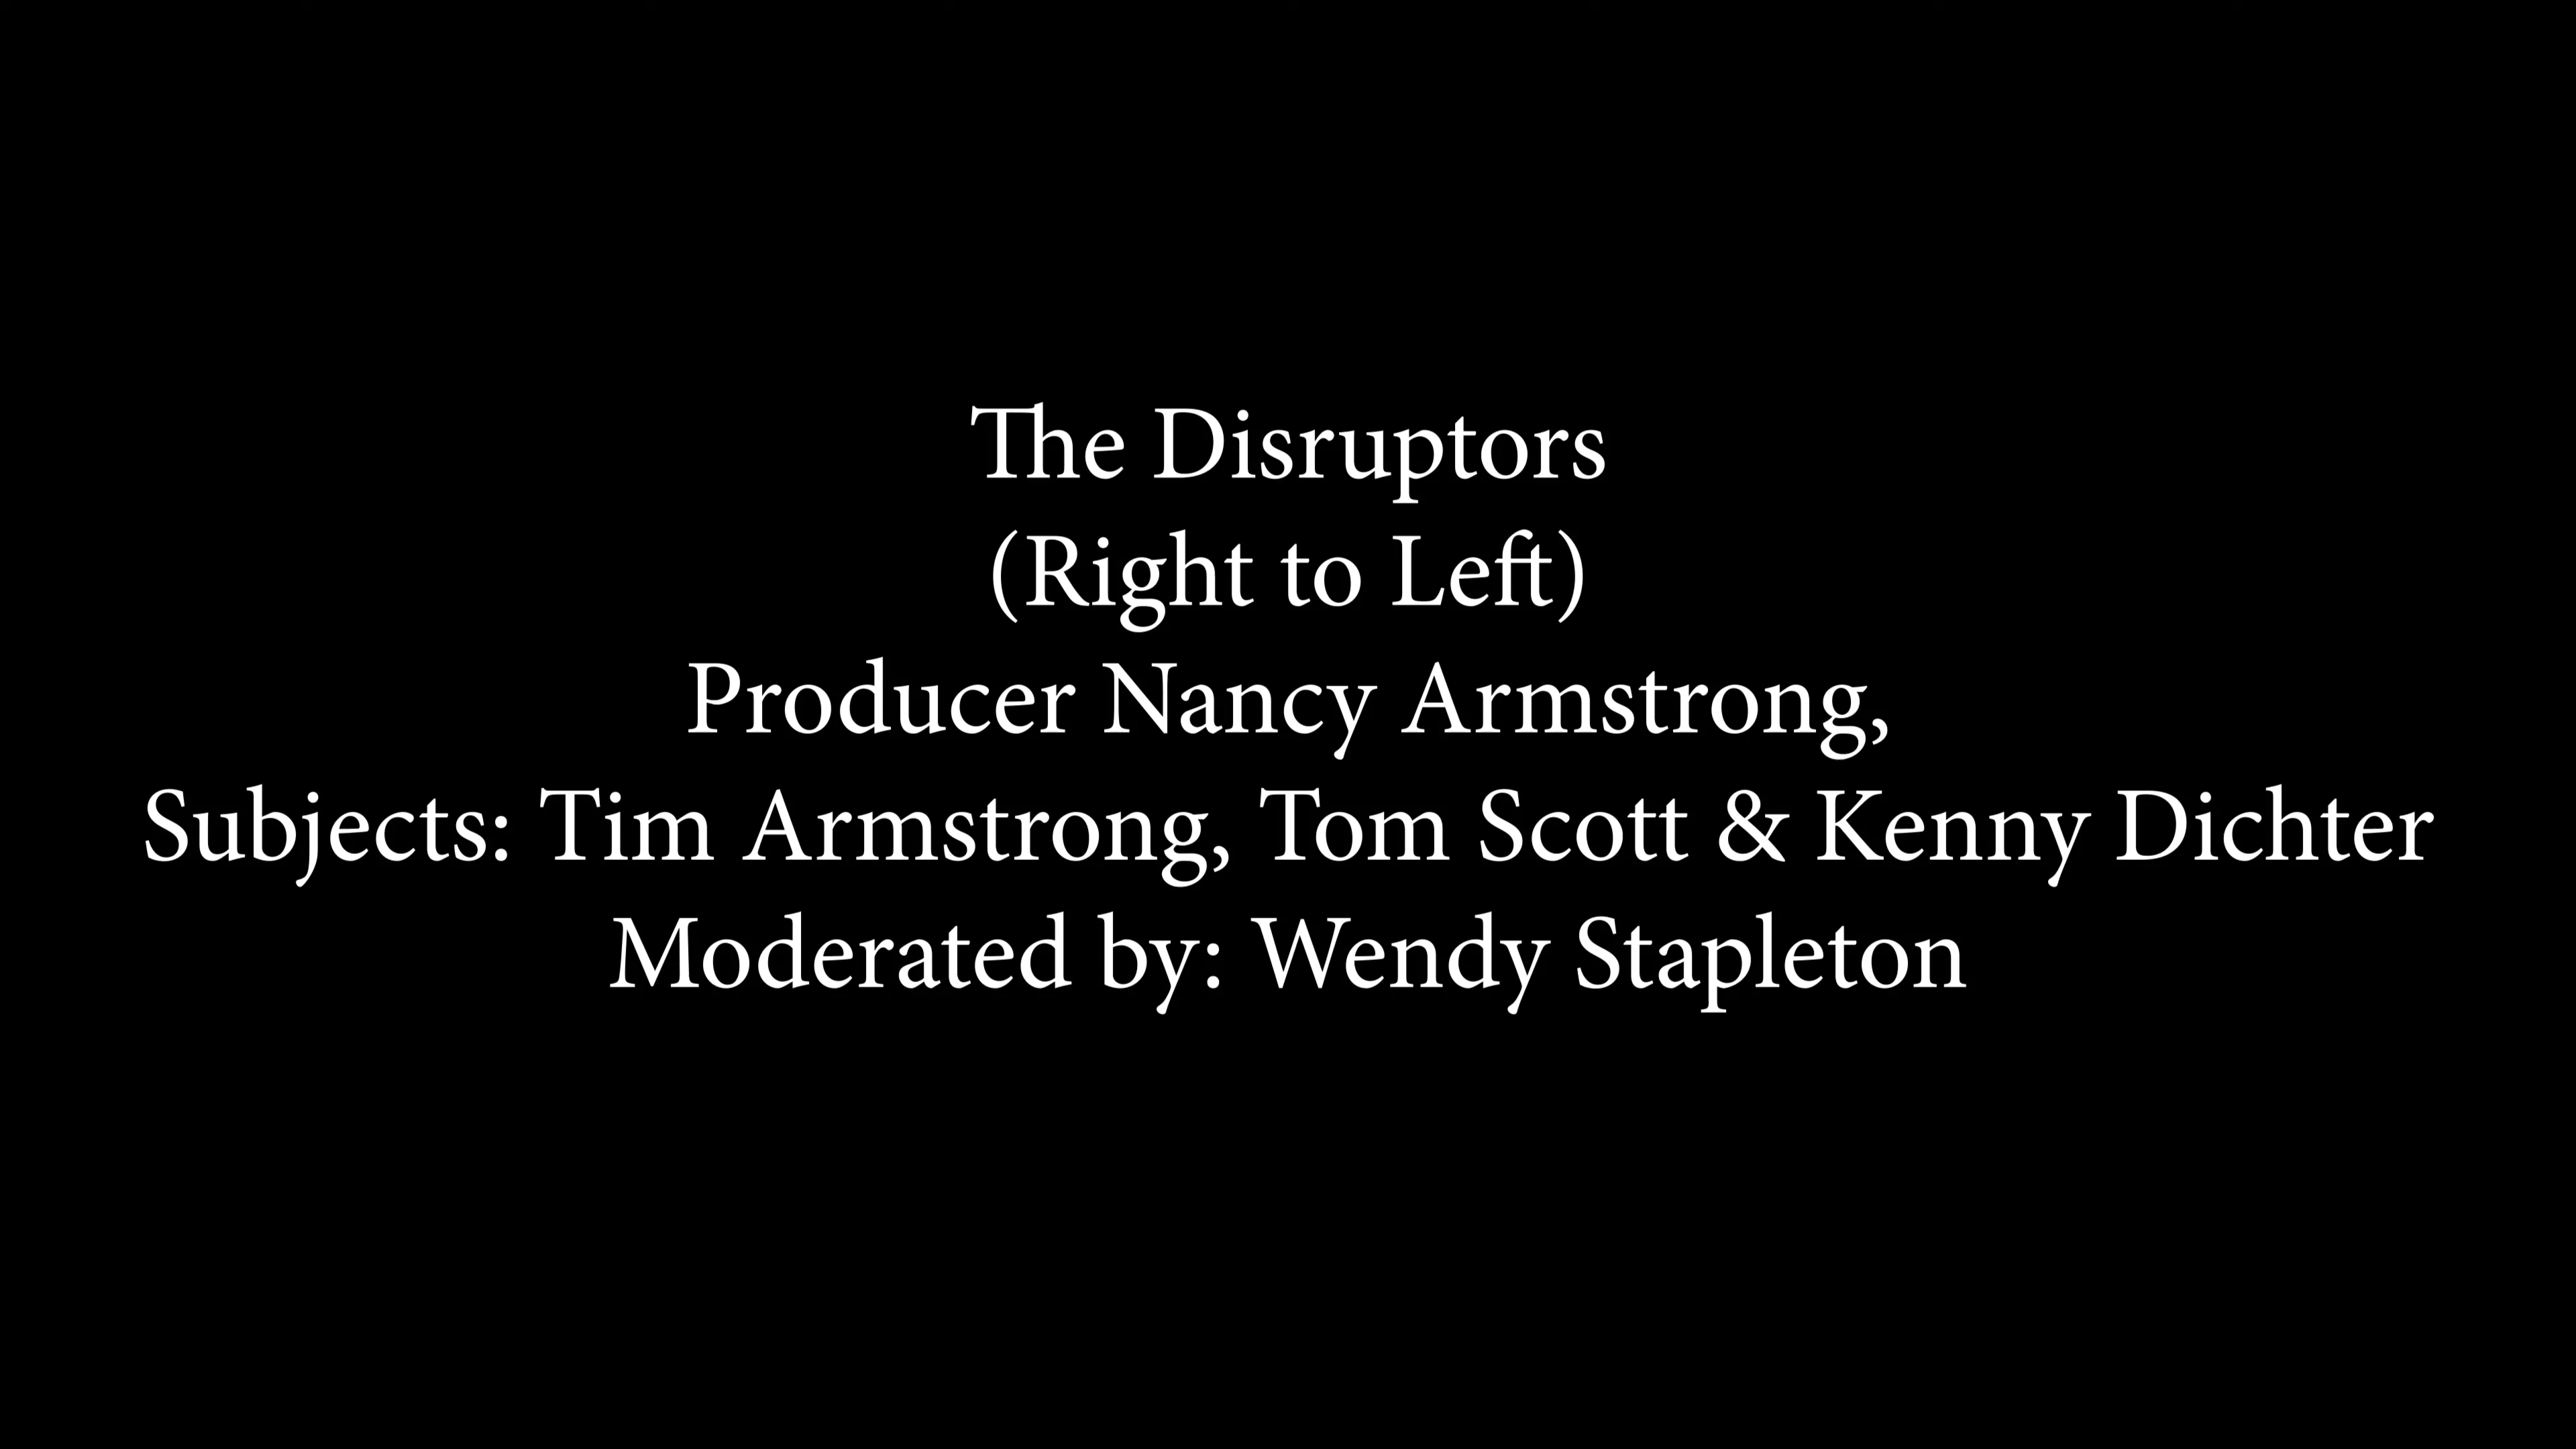 The Disruptors
(Right to Left)
Producer Nancy Armstrong,
Subjects: Tim Armstrong, Tom Scott & Kenny Dichter
Moderated by: Wendy Stapleton